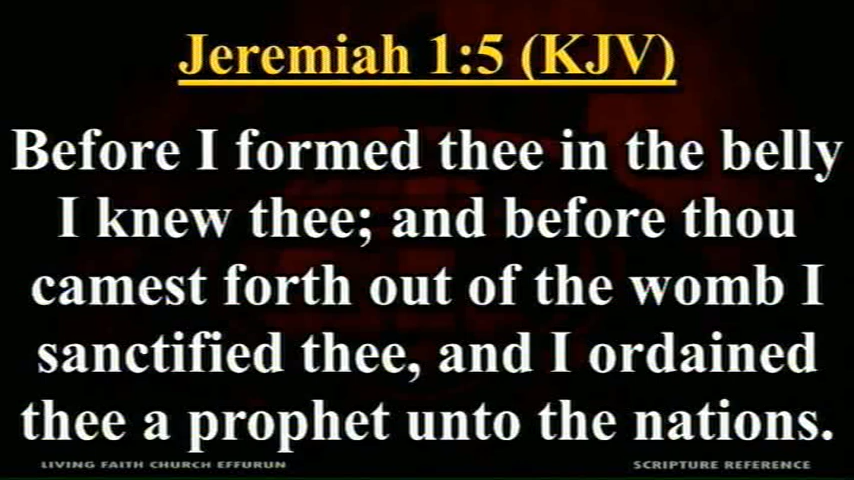 Jeremiah 1:5 (KJV)
Before I formed thee in the belly
I knew thee; and before thou
camest forth out of the womb I
sanctified thee, and I ordained
thee a prophet unto the nations.
LIVING FAITH CHURCH EFFURUN
SCRIPTURE REFERENCE